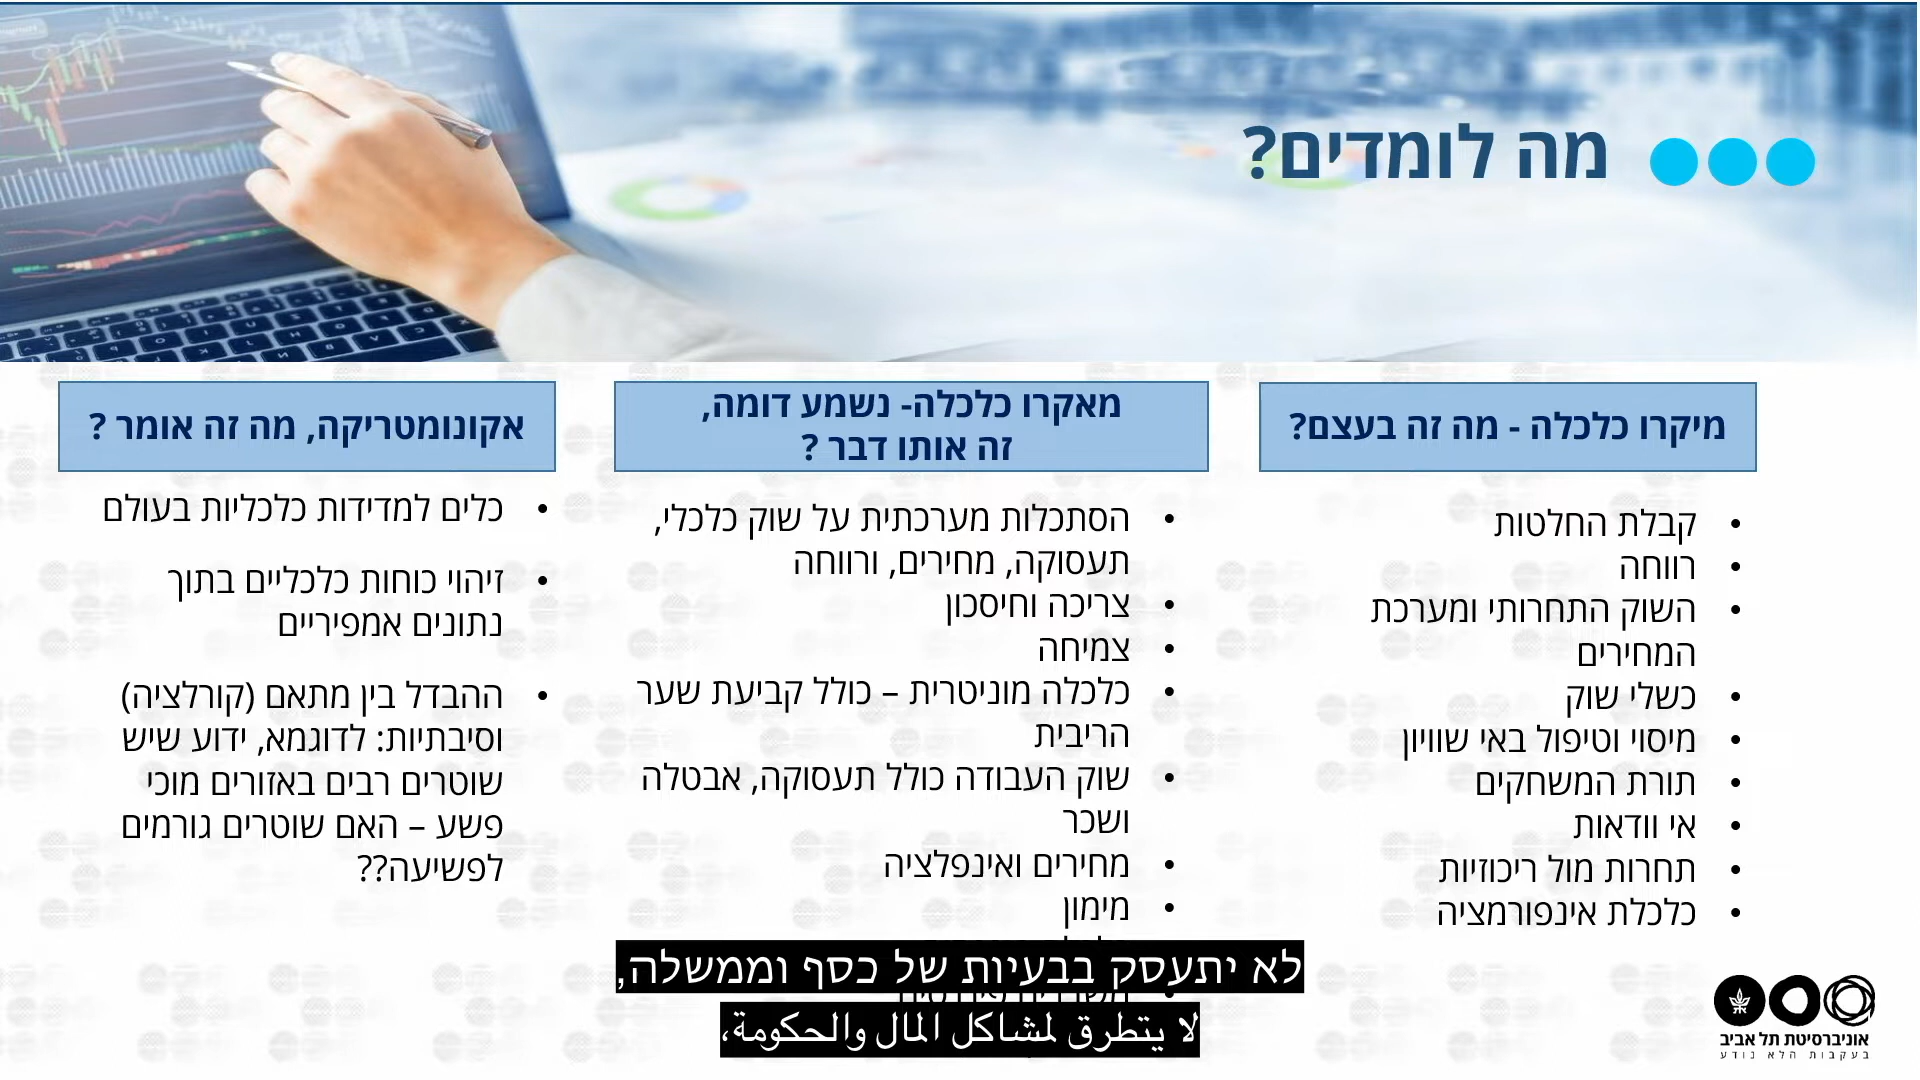 מה לומדים?
מיקרו כלכלה - מה זה בעצם?
• קבלת החלטות
• רווחה
• השוק התחרותי ומערכת
המחירים
• כשלי שוק
• מיסוי וטיפול באי שוויון
• תורת המשחקים
• אי וודאות
• תחרות מול ריכוזיות
• כלכלת אינפורמציה
מאקרו כלכלה- נשמע דומה,
זה אותו דבר ?
• הסתכלות מערכתית על שוק כלכלי,
תעסוקה, מחירים, ורווחה
• צריכה וחיסכון
• צמיחה
• כלכלה מוניטרית – כולל קביעת שער
הריבית
• שוק העבודה כולל תעסוקה, אבטלה
ושכר
• מחירים ואינפלציה
• מימון
אקונומטריקה, מה זה אומר ?
• כלים למדידות כלכליות בעולם
• זיהוי כוחות כלכליים בתוך
נתונים אמפיריים
• ההבדל בין מתאם (קורלציה)
וסיבתיות: לדוגמא, ידוע שיש
שוטרים רבים באזורים מוכי
פשע – האם שוטרים גורמים
לפשיעה??
לא יתעסק בבעיות של כסף וממשלה,
لا يتطرق لمشاكل المال والحكومة،
אוניברסיטת תל אביב
בעקבות הלא נודע